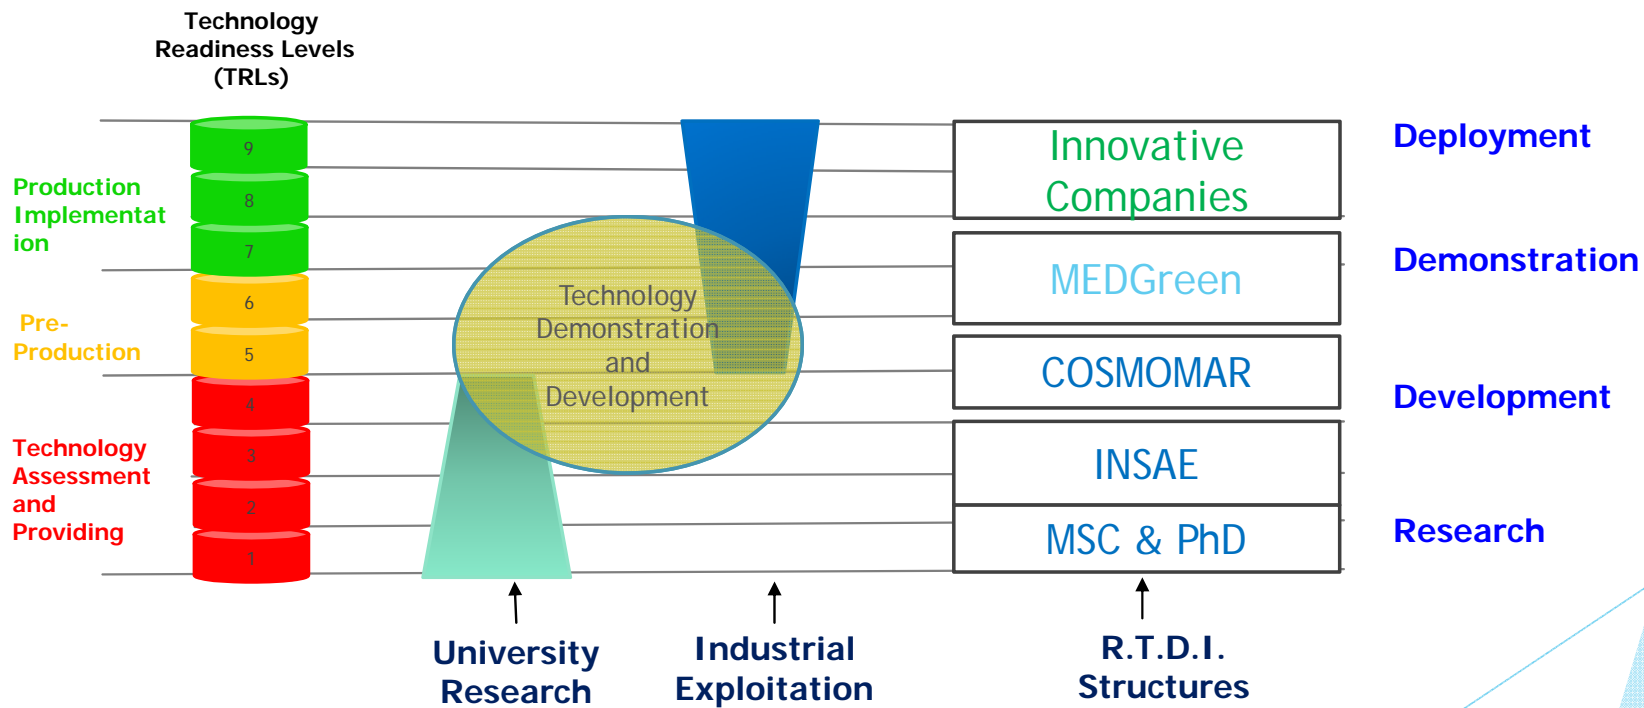 Technology
Readiness Levels
(TRLs)
9
8
7
6
5
4
3
2
1
Production
Implementat
ion
Pre-
Production
Technology
Assessment
and
Providing
Technology
Demonstration
and
Development
Innovative
Companies
MEDGreen
COSMOMAR
INSAE
MSC & PhD
Deployment
Demonstration
Development
Research
University
Research
Industrial
Exploitation
R.T.D.I.
Structures